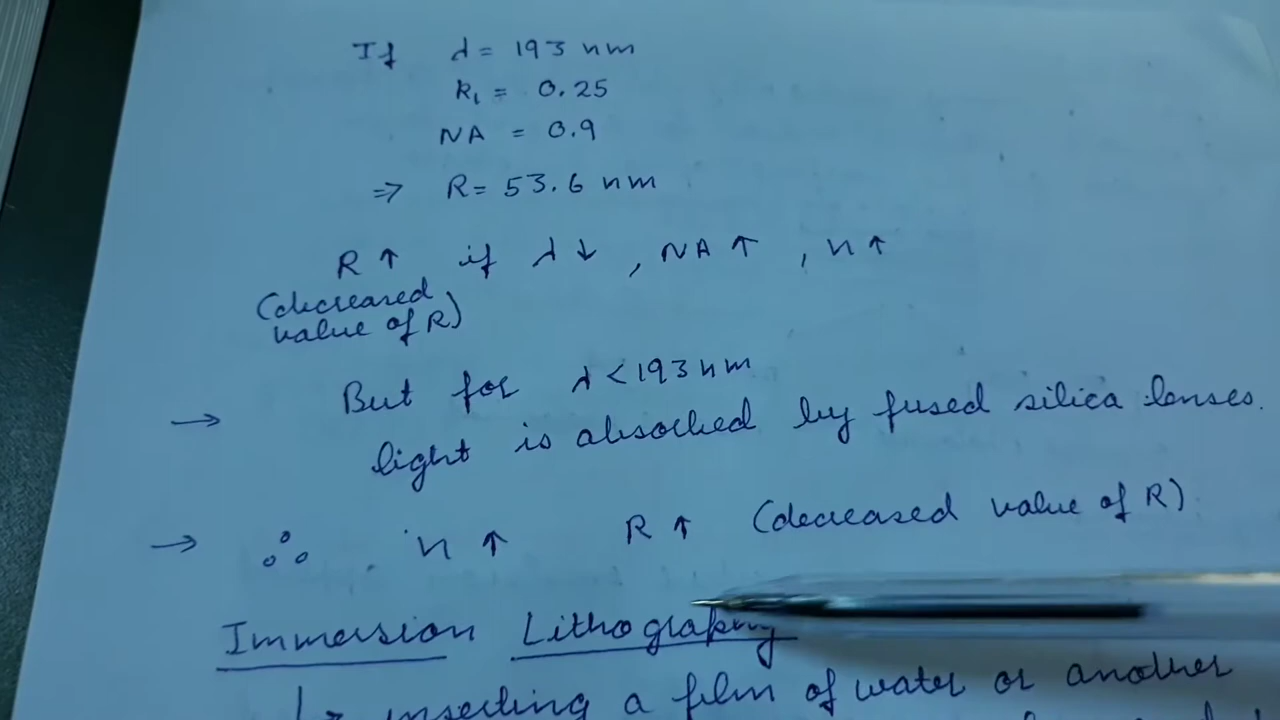 If λ = 193 nm
k₁ = 0.25
NA = 0.9
⇒ R = 53.6 nm
R ↑ if λ ↓ , NA ↑ , n ↑
(decreased
value of R)
→ But for λ < 193 nm
light is absorbed by fused silica lenses.
→ ∴ n ↑ R ↑ (decreased value of R)
Immersion Lithography
inserting a film of water or another